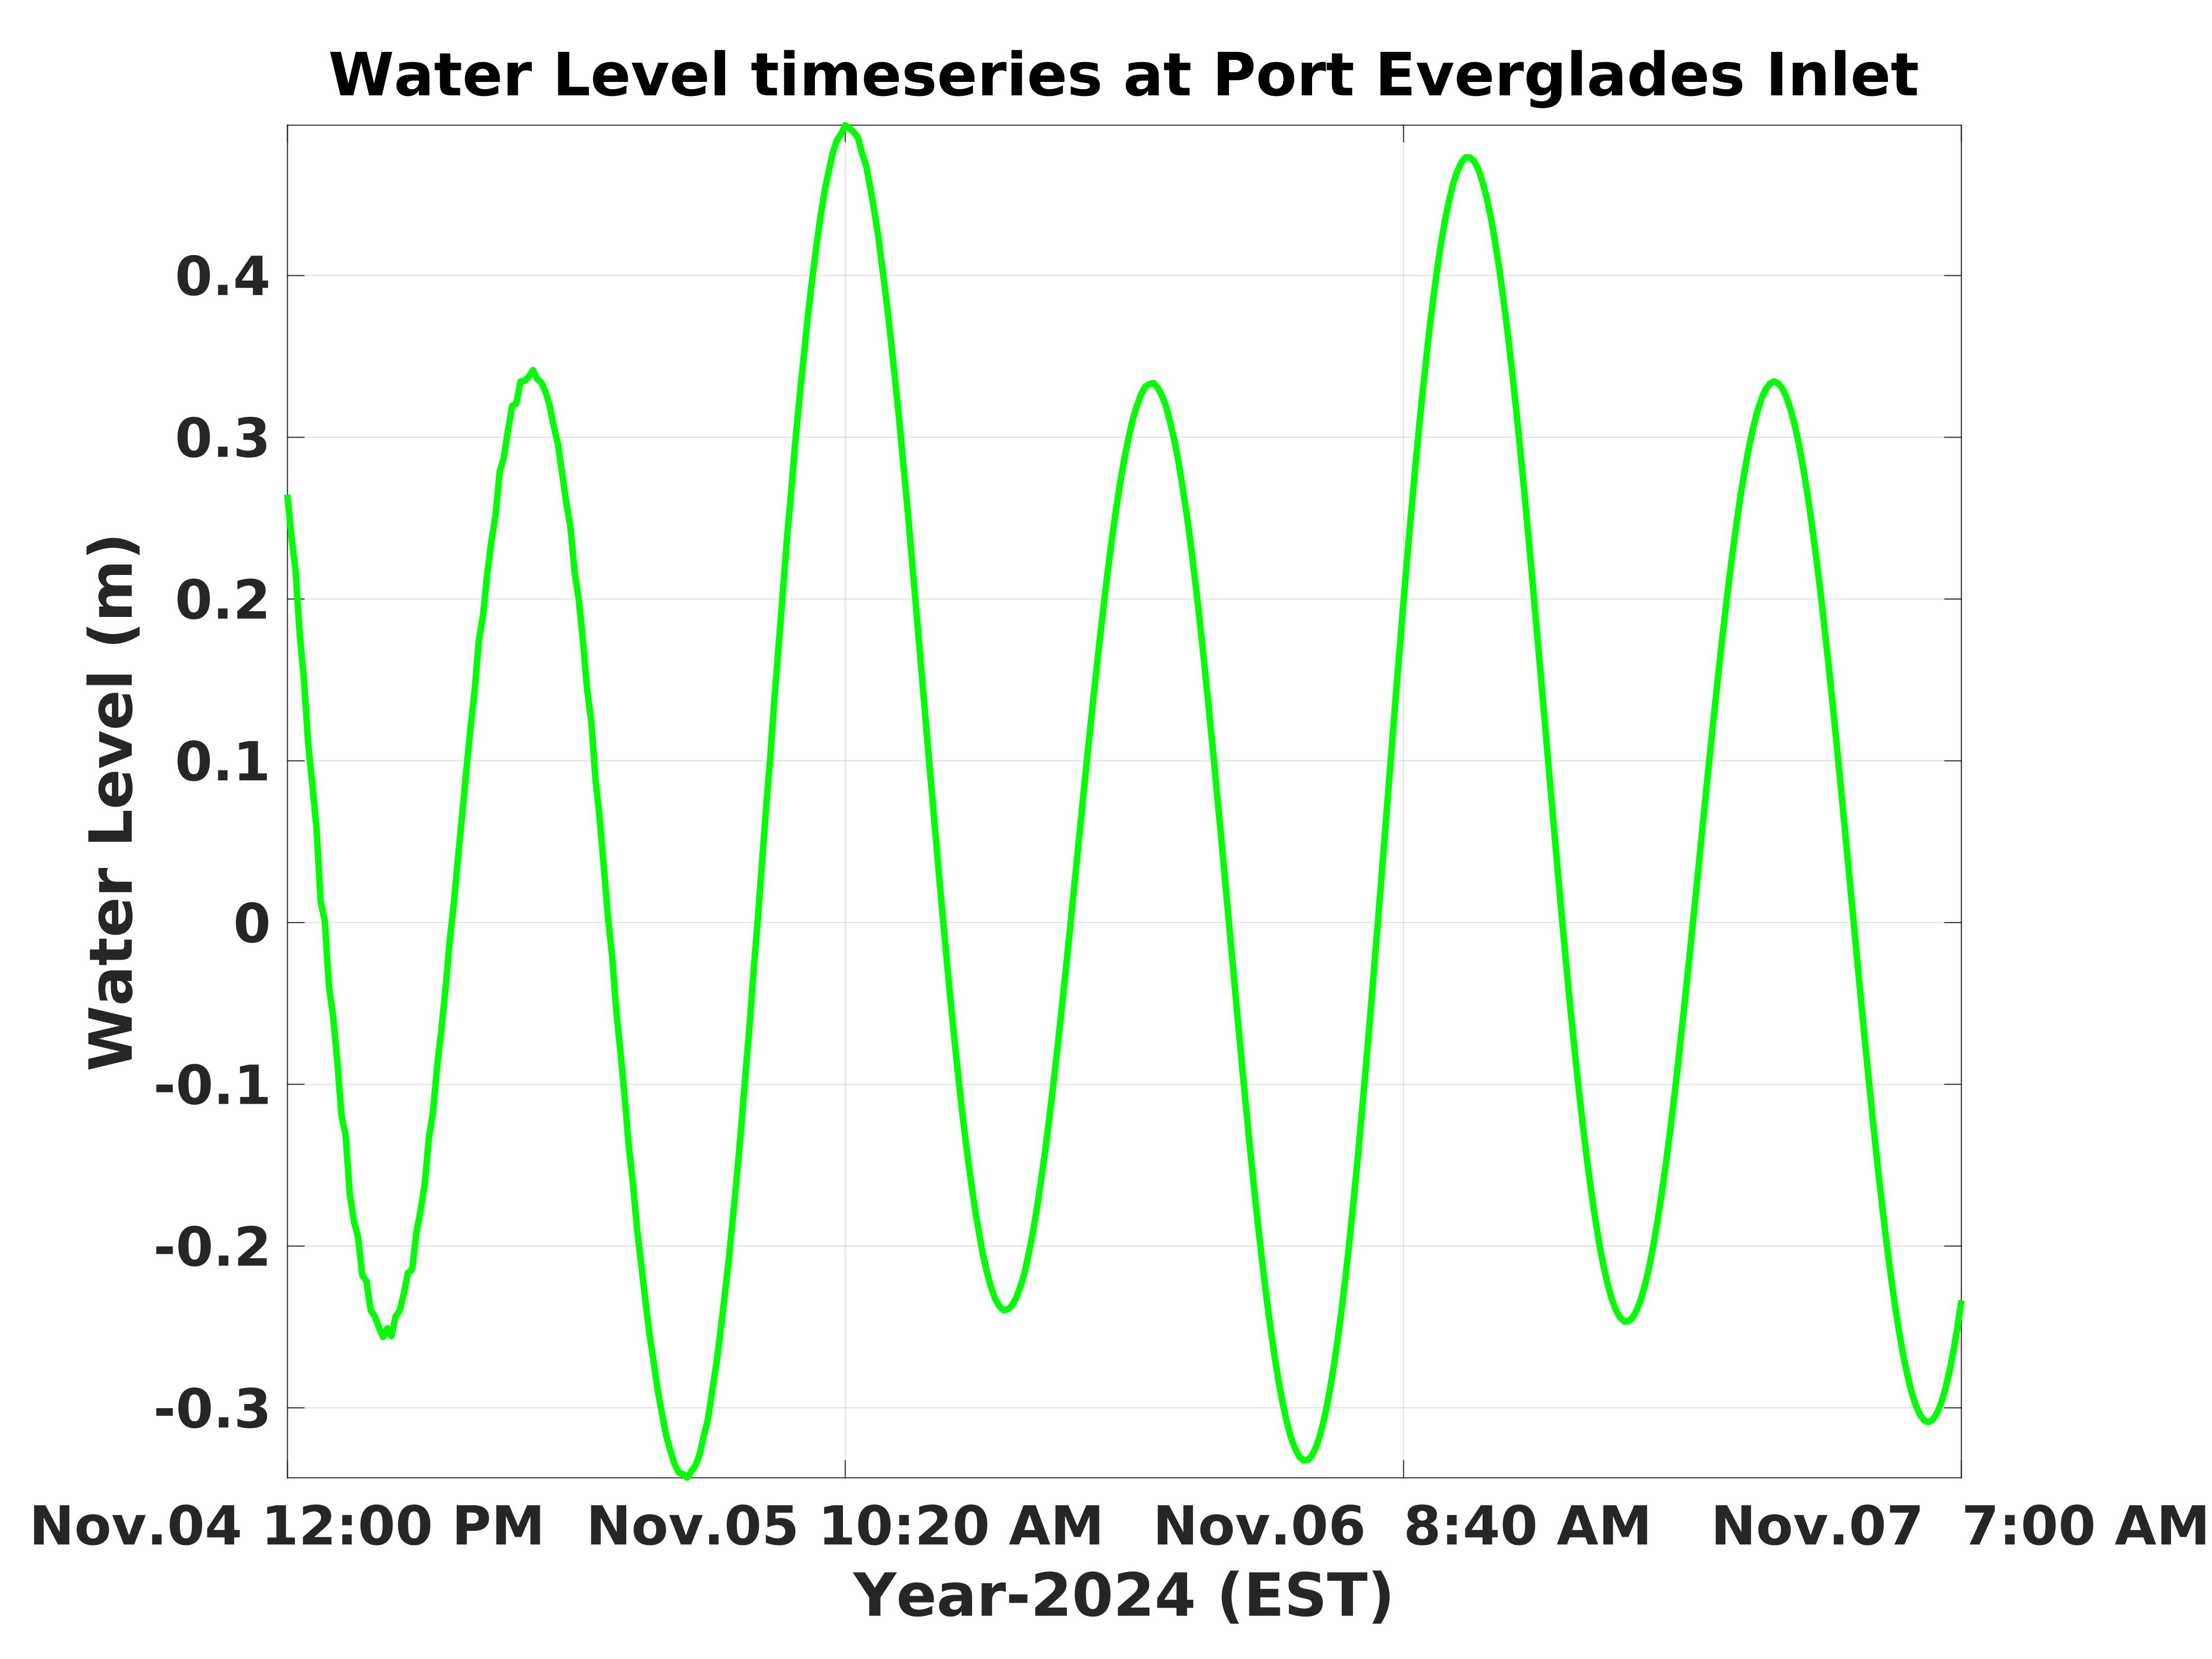 Water Level timeseries at Port Everglades Inlet
Water Level (m)
0.4
0.3
0.2
0.1
0
-0.1
-0.2
-0.3
Nov.04 12:00 PM Nov.05 10:20 AM Nov.06 8:40 AM Nov.07 7:00 AM
Year-2024 (EST)